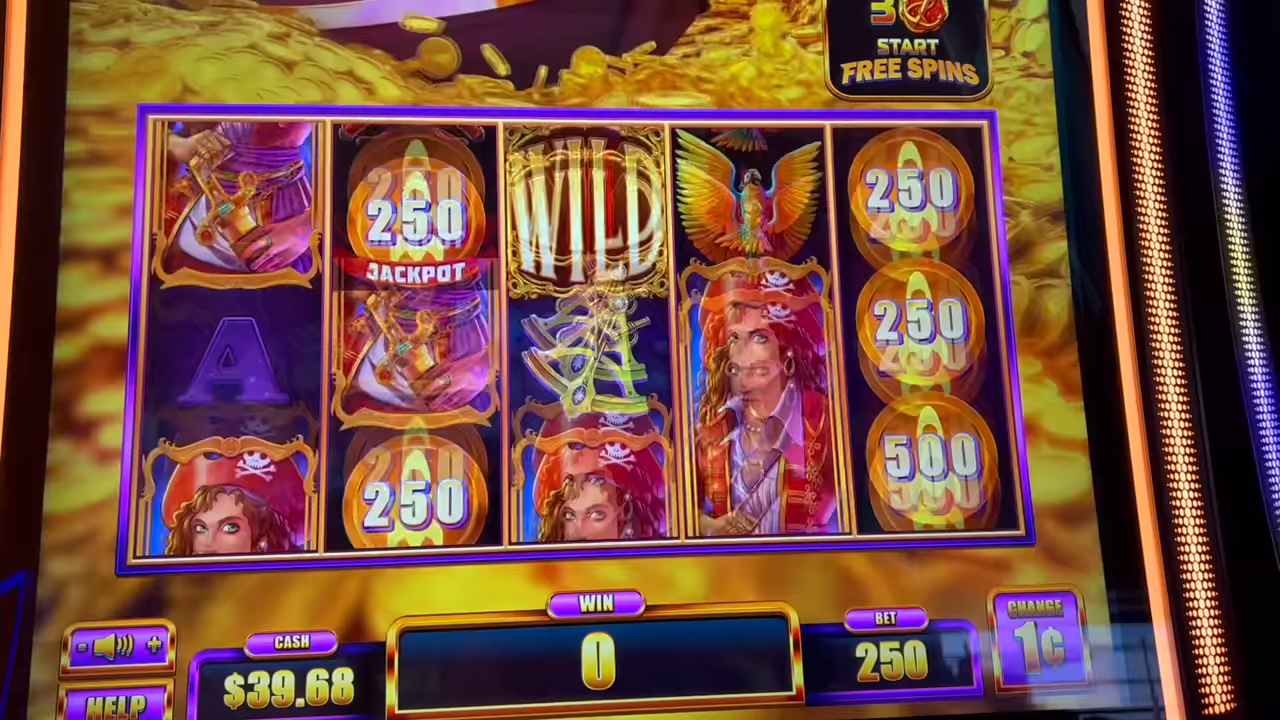 3
START
FREE SPINS
250
WILD
250
JACKPOT
250
A
250
500
WIN
BET
CHANGE
CASH
0
250
1¢
- +
$39.68
HELP